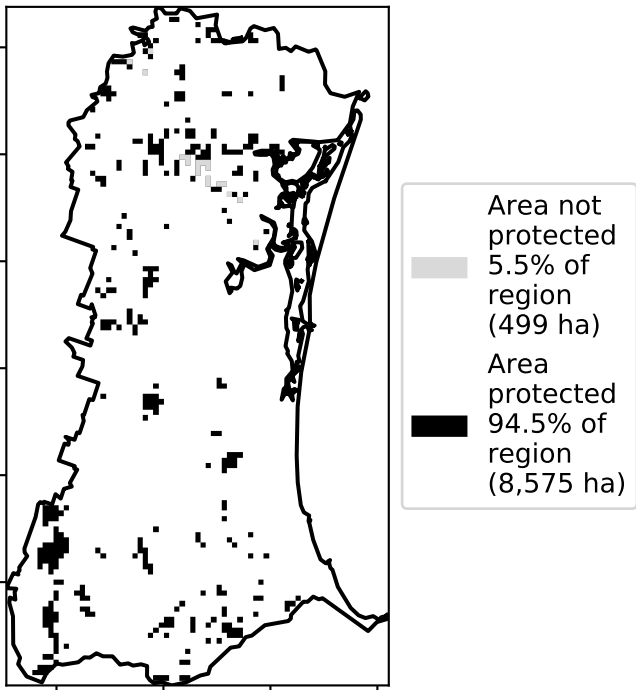 Area not
protected
5.5% of
region
(499 ha)
Area
protected
94.5% of
region
(8,575 ha)